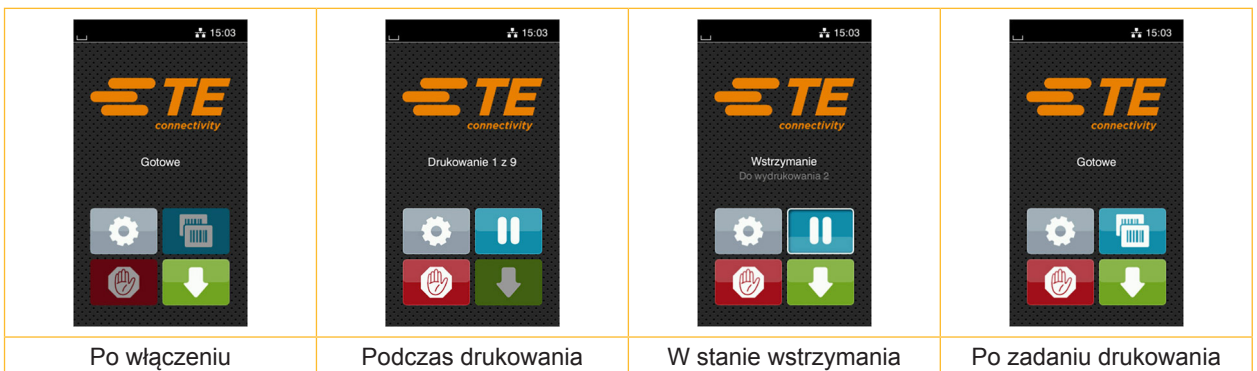 15:03
TE
connectivity
Gotowe
15:03
TE
connectivity
Drukowanie 1 z 9
15:03
TE
connectivity
Wstrzymanie
Do wydrukowania 2
15:03
TE
connectivity
Gotowe
Po włączeniu
Podczas drukowania
W stanie wstrzymania
Po zadaniu drukowania